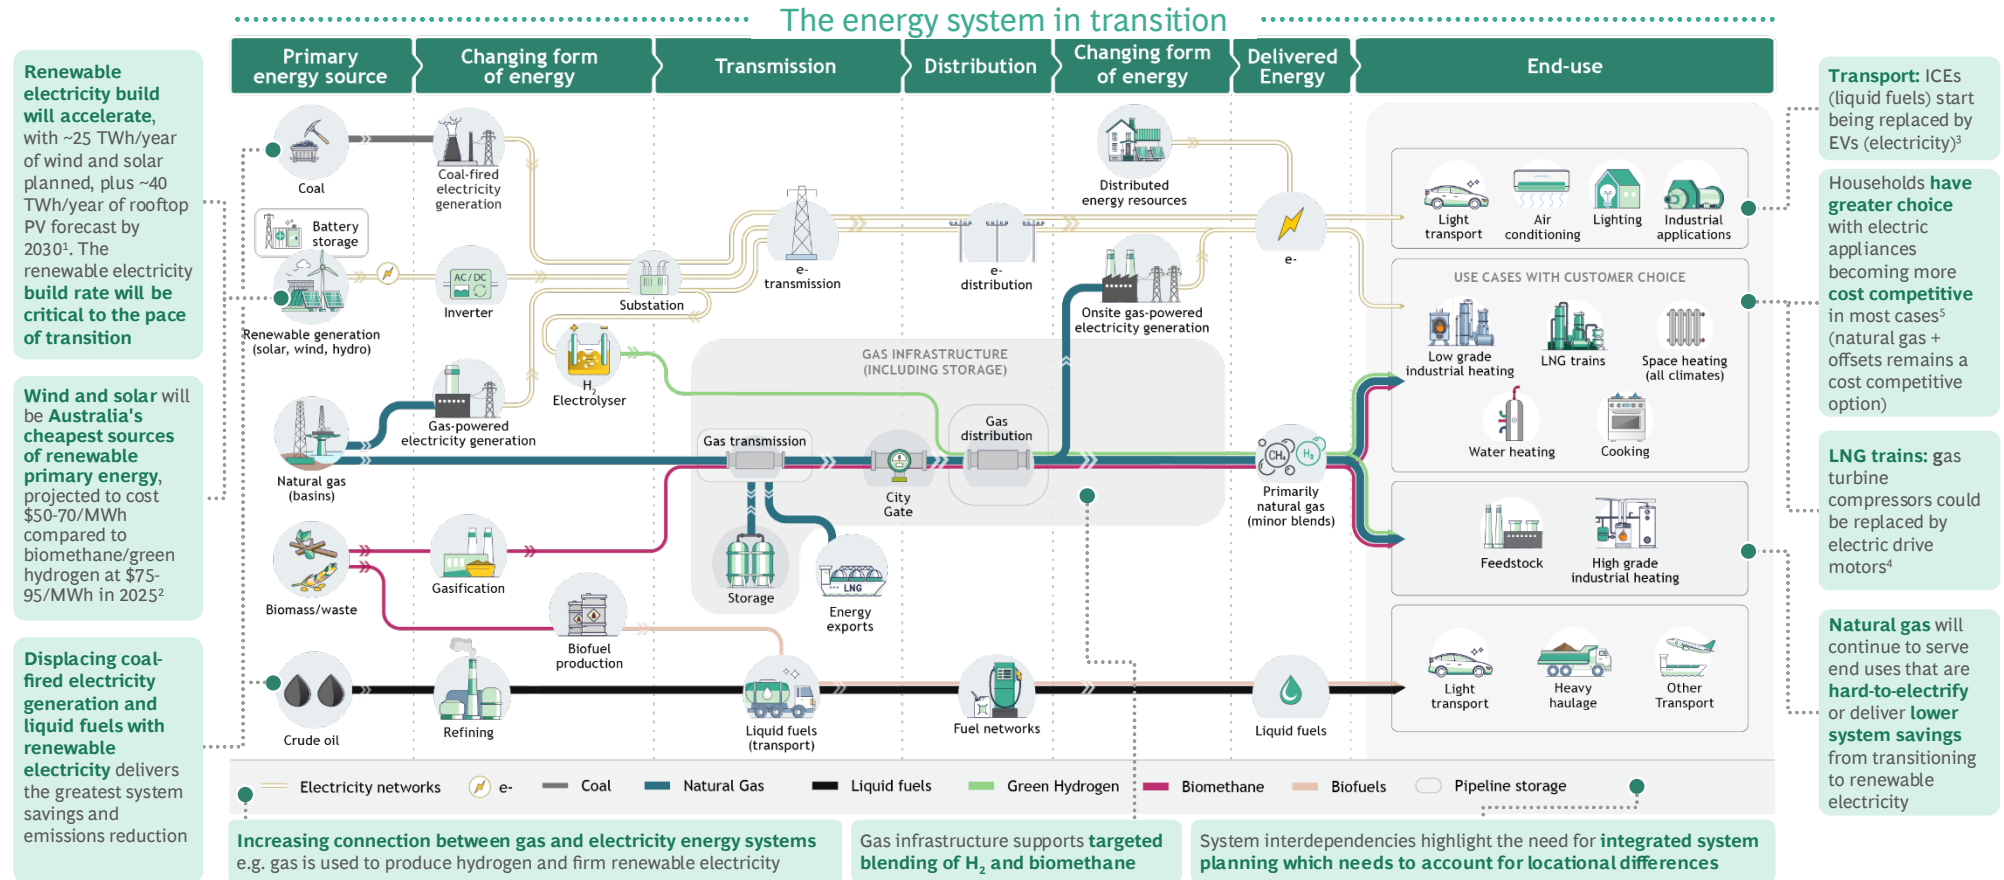 The energy system in transition
Primary
energy source
Changing form
of energy
Transmission
Distribution
Changing form
of energy
Delivered
Energy
End-use
Renewable
electricity build
will accelerate,
with ~25 TWh/year
of wind and solar
planned, plus ~40
TWh/year of rooftop
PV forecast by
2030¹. The
renewable electricity
build rate will be
critical to the pace
of transition
Wind and solar will
be Australia's
cheapest sources
of renewable
primary energy,
projected to cost
$50-70/MWh
compared to
biomethane/green
hydrogen at $75-
95/MWh in 2025²
Displacing coal-
fired electricity
generation and
liquid fuels with
renewable
electricity delivers
the greatest system
savings and
emissions reduction
Coal
Battery
storage
Renewable generation
(solar, wind, hydro)
Natural gas
(basins)
Biomass/waste
Crude oil
Coal-fired
electricity
generation
AC/DC
Inverter
Gas-powered
electricity generation
H₂
Electrolyser
Gasification
Biofuel
production
Refining
Substation
e-
transmission
GAS INFRASTRUCTURE
(INCLUDING STORAGE)
Gas transmission
City
Gate
Gas
distribution
Storage
LNG
Energy
exports
Liquid fuels
(transport)
e-
distribution
Fuel networks
Distributed
energy resources
Onsite gas-powered
electricity generation
e-
CH₄
H₂
Primarily
natural gas
(minor blends)
Liquid fuels
Light
transport
Air
conditioning
Lighting
Industrial
applications
USE CASES WITH CUSTOMER CHOICE
Low grade
industrial heating
LNG trains
Space heating
(all climates)
Water heating
Cooking
Feedstock
High grade
industrial heating
Light
transport
Heavy
haulage
Other
Transport
Transport: ICEs
(liquid fuels) start
being replaced by
EVs (electricity)³
Households have
greater choice
with electric
appliances
becoming more
cost competitive
in most cases⁵
(natural gas +
offsets remains a
cost competitive
option)
LNG trains: gas
turbine
compressors could
be replaced by
electric drive
motors⁴
Natural gas will
continue to serve
end uses that are
hard-to-electrify
or deliver lower
system savings
from transitioning
to renewable
electricity
Electricity networks
e-
Coal
Natural Gas
Liquid fuels
Green Hydrogen
Biomethane
Biofuels
Pipeline storage
Increasing connection between gas and electricity energy systems
e.g. gas is used to produce hydrogen and firm renewable electricity
Gas infrastructure supports targeted
blending of H₂ and biomethane
System interdependencies highlight the need for integrated system
planning which needs to account for locational differences